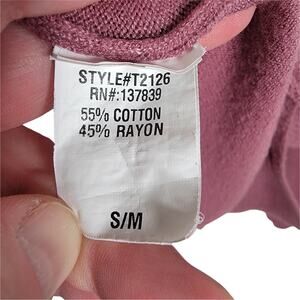 STYLE#T2126
RN#:137839
55% COTTON
45% RAYON
S/M